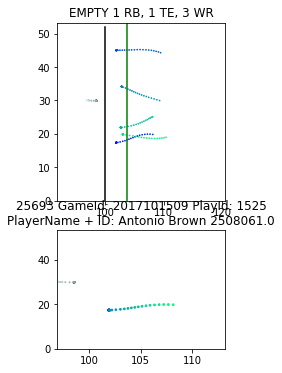 EMPTY 1 RB, 1 TE, 3 WR
50
40
30
20
10
0
100 110 120
25693 GameId: 2017101509 PlayId: 1525
PlayerName + ID: Antonio Brown 2508061.0
40
20
0
100 105 110